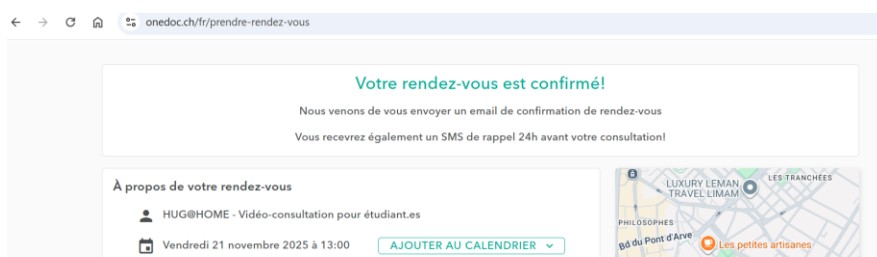 onedoc.ch/fr/prendre-rendez-vous
Votre rendez-vous est confirmé!
Nous venons de vous envoyer un email de confirmation de rendez-vous
Vous recevrez également un SMS de rappel 24h avant votre consultation!
À propos de votre rendez-vous
HUG@HOME - Vidéo-consultation pour étudiant.es
Vendredi 21 novembre 2025 à 13:00
AJOUTER AU CALENDRIER
LUXURY LEMAN
TRAVEL LIMAM
LES TRANCHÉES
PHILOSOPHES
Bd du Pont d'Arve
Les petites artisanes